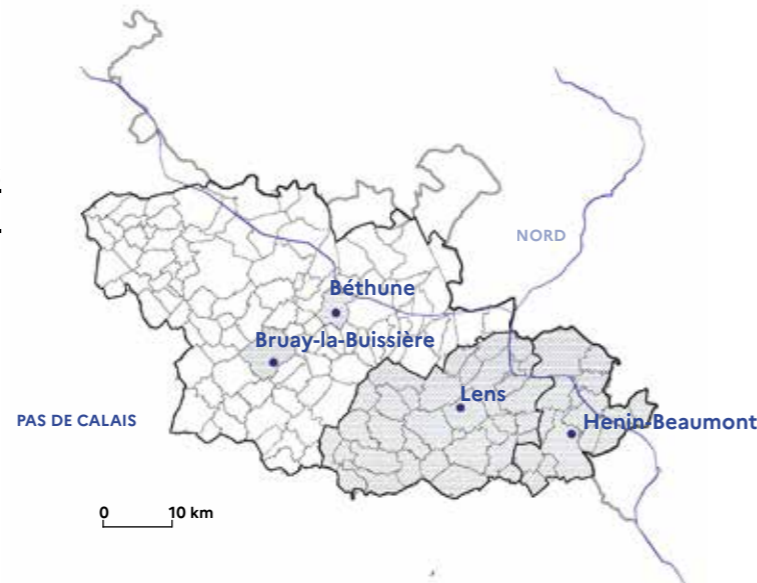 NORD
Béthune
Bruay-la-Buissière
Lens
PAS DE CALAIS
Henin-Beaumont
0 10 km